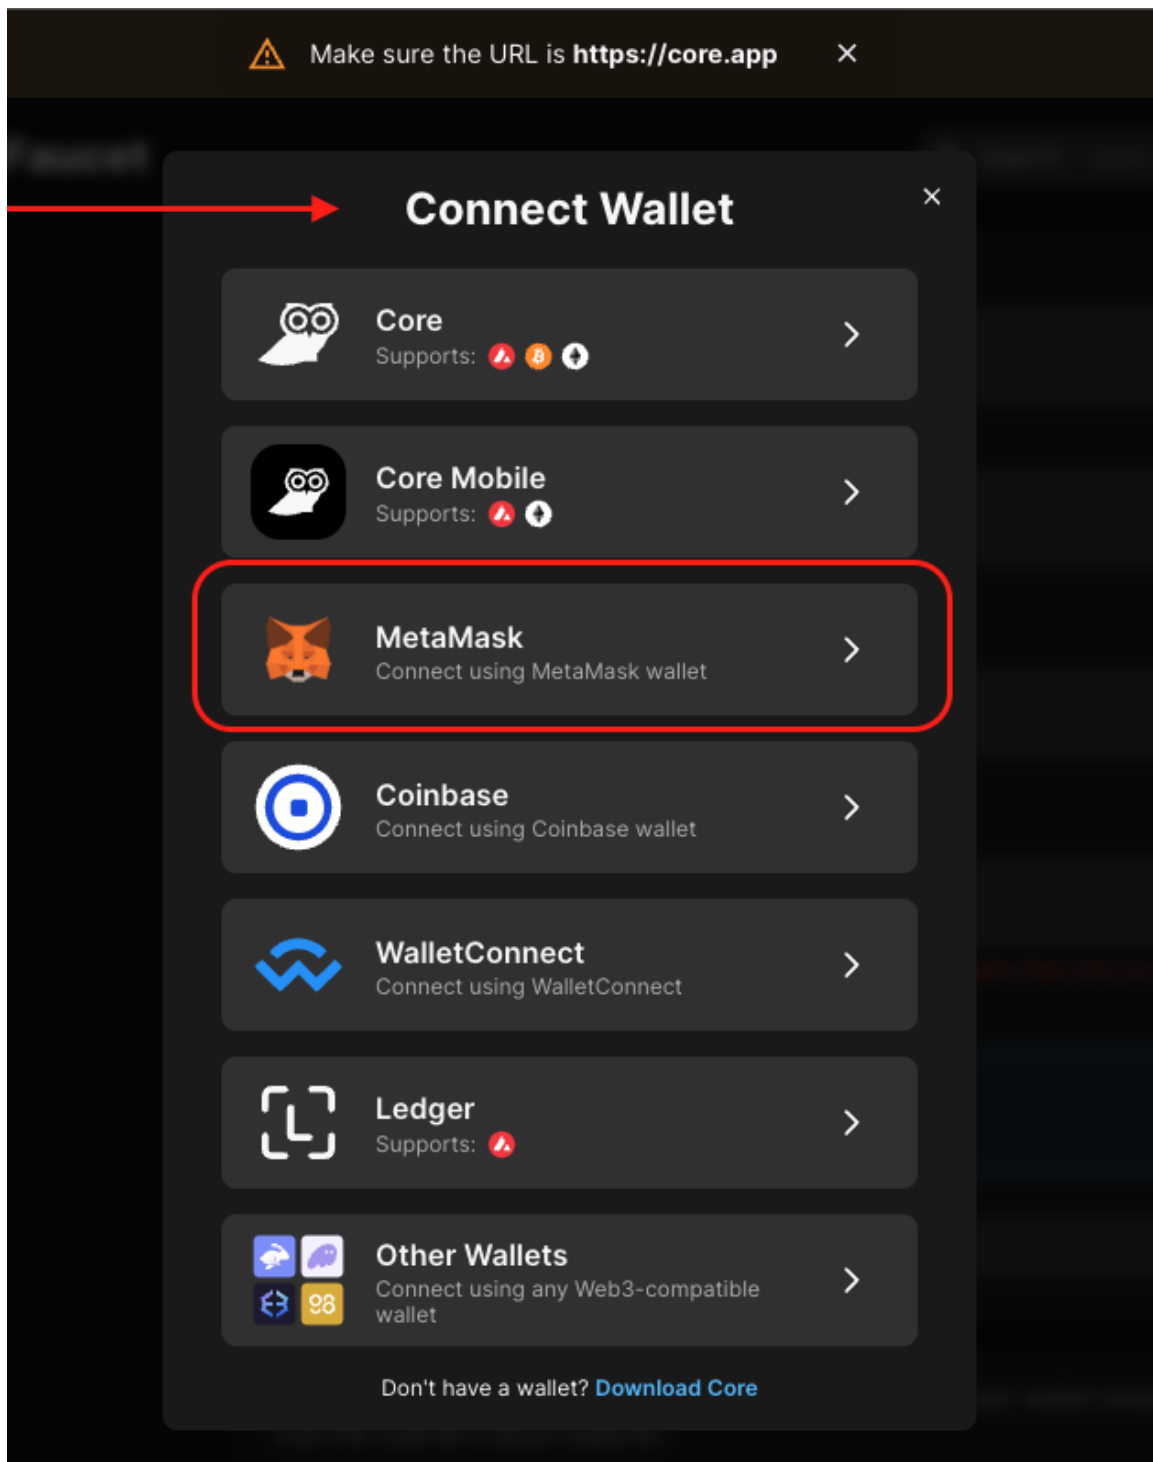 Make sure the URL is https://core.app
Faucet
Connect Wallet
Core
Supports:
Core Mobile
Supports:
MetaMask
Connect using MetaMask wallet
Coinbase
Connect using Coinbase wallet
WalletConnect
Connect using WalletConnect
L
Ledger
Supports:
98
Other Wallets
Connect using any Web3-compatible
wallet
Don't have a wallet? Download Core